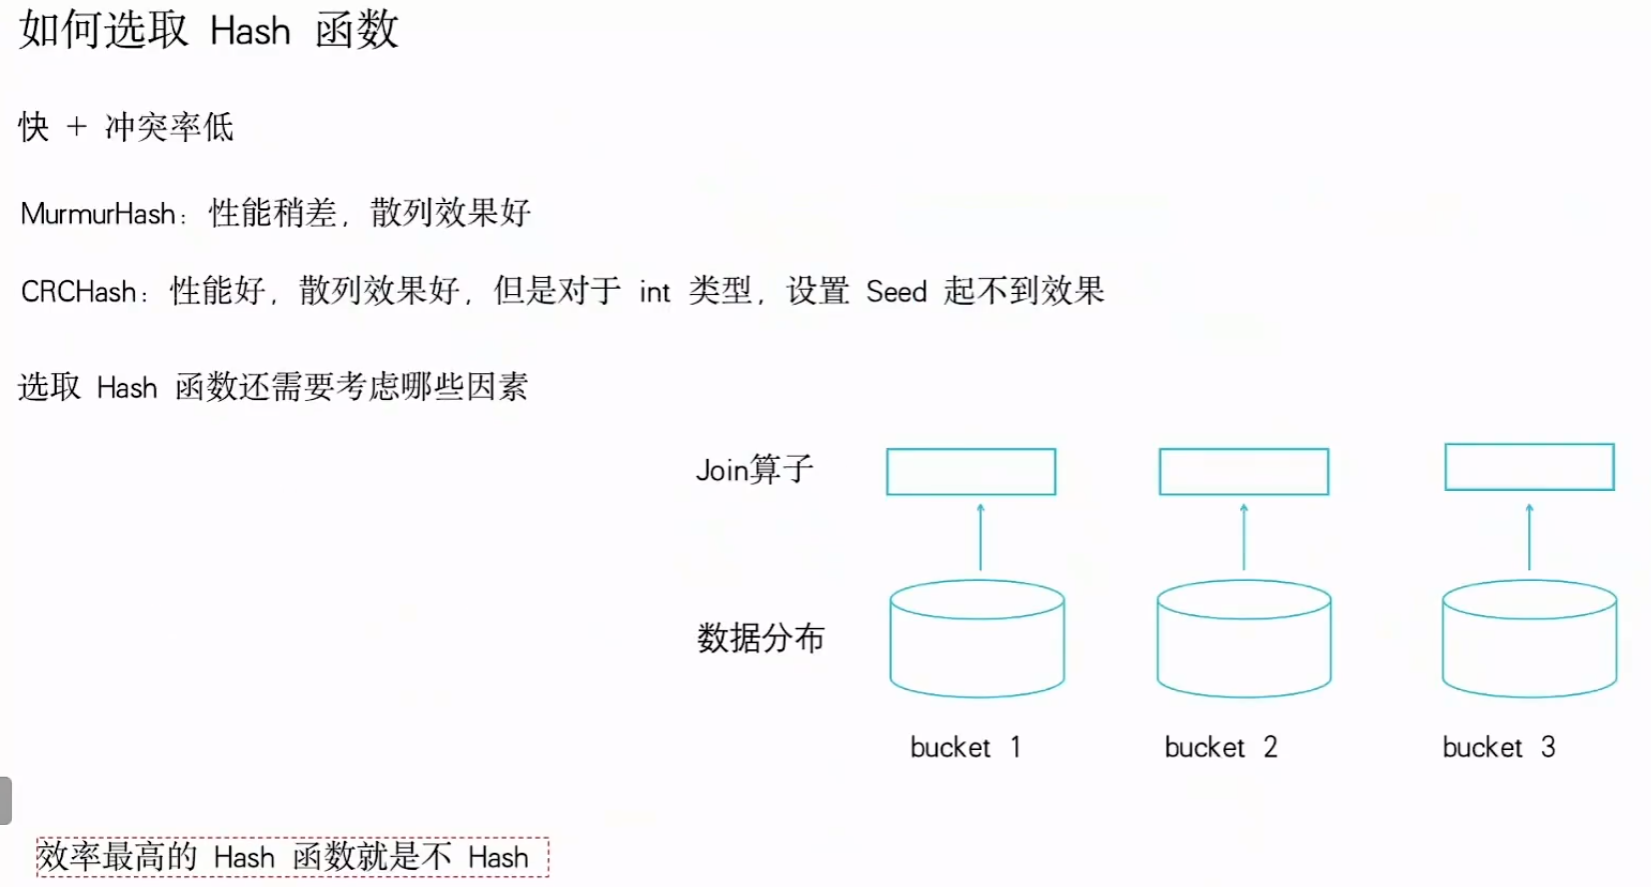 如何选取 Hash 函数
快 + 冲突率低
MurmurHash：性能稍差，散列效果好
CRCHash：性能好，散列效果好，但是对于 int 类型，设置 Seed 起不到效果
选取 Hash 函数还需要考虑哪些因素
Join算子
数据分布
bucket 1
bucket 2
bucket 3
效率最高的 Hash 函数就是不 Hash